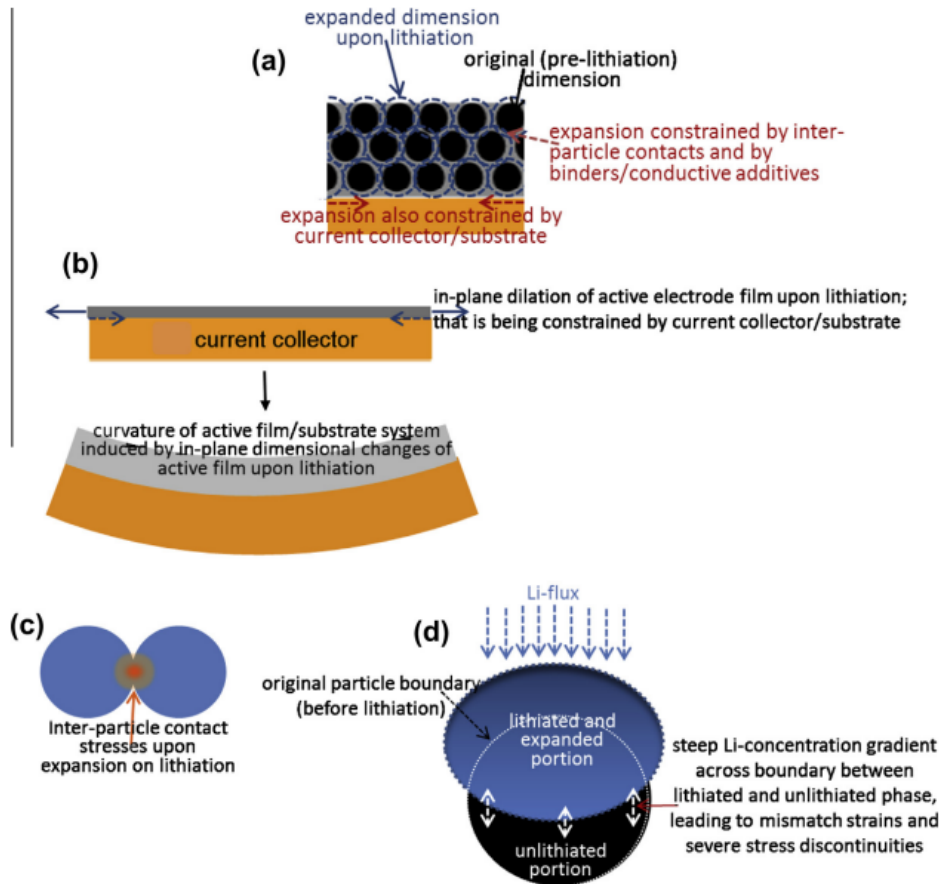 expanded dimension
upon lithiation
(a)
original (pre-lithiation)
dimension
expansion constrained by inter-
particle contacts and by
binders/conductive additives
expansion also constrained by
current collector/substrate
(b)
in-plane dilation of active electrode film upon lithiation;
that is being constrained by current collector/substrate
current collector
curvature of active film/substrate system
induced by in-plane dimensional changes of
active film upon lithiation
(c)
Inter-particle contact
stresses upon
expansion on lithiation
(d)
Li-flux
original particle boundary
(before lithiation)
lithiated and
expanded
portion
steep Li-concentration gradient
across boundary between
lithiated and unlithiated phase,
leading to mismatch strains and
severe stress discontinuities
unlithiated
portion